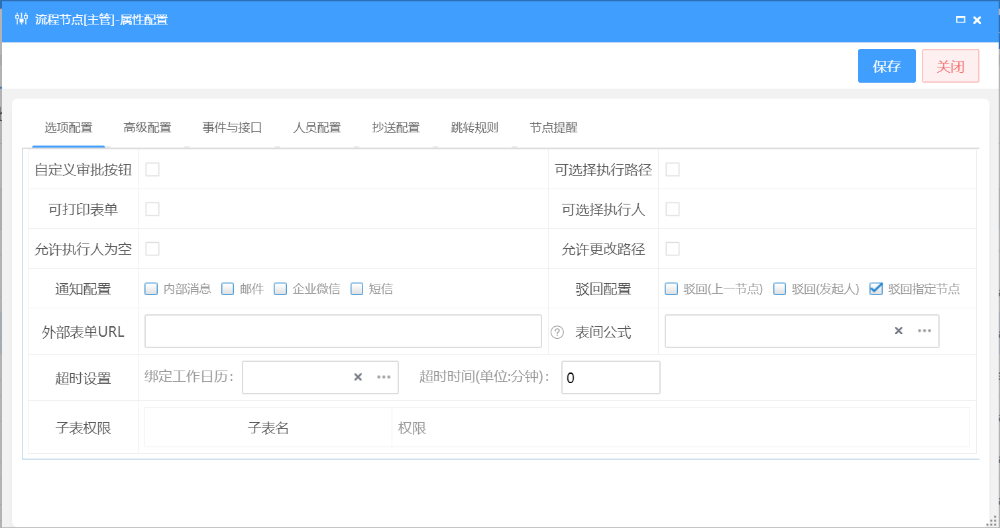 流程节点[主管]-属性配置
保存 关闭
选项配置 高级配置 事件与接口 人员配置 抄送配置 跳转规则 节点提醒
自定义审批按钮 可选择执行路径
可打印表单 可选择执行人
允许执行人为空 允许更改路径
通知配置 内部消息 邮件 企业微信 短信 驳回配置 驳回(上一节点) 驳回(发起人) 驳回指定节点
外部表单URL ? 表间公式
超时设置 绑定工作日历: 超时时间(单位:分钟): 0
子表权限 子表名 权限